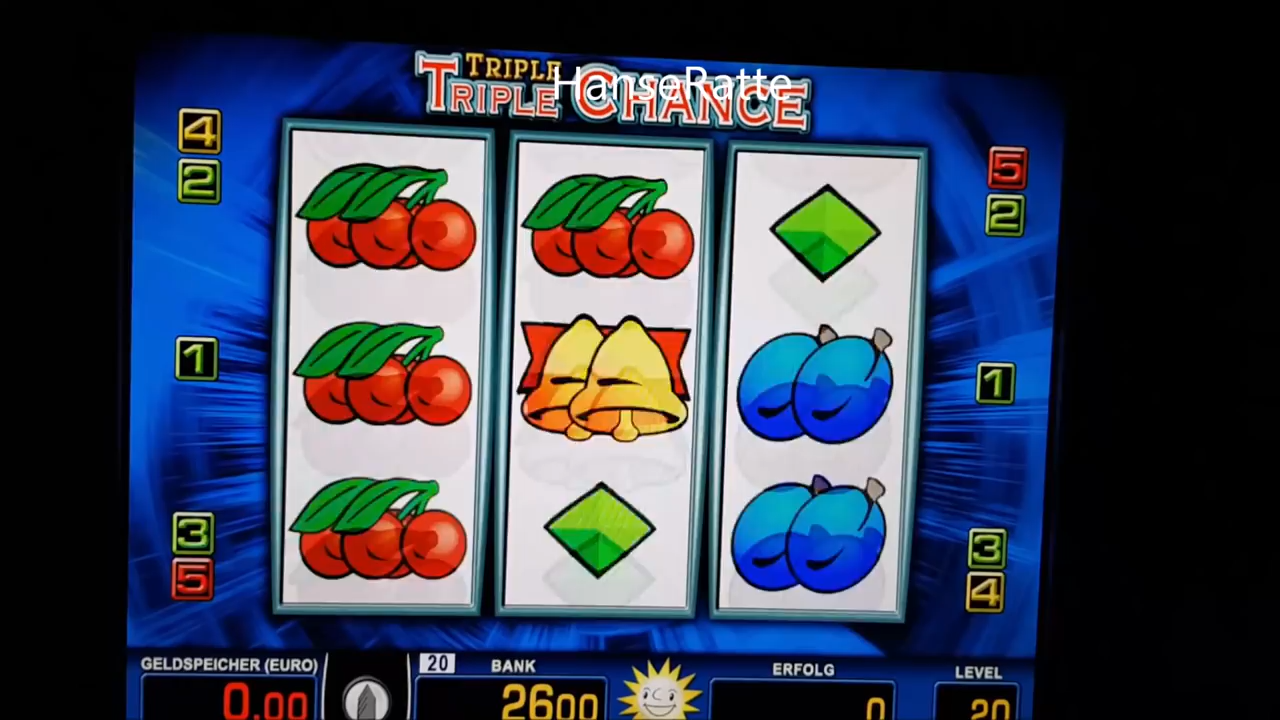 TRIPLE
TRIPLE CHANCE
HanseRatte
4
2
5
2
1
1
3
5
3
4
GELDSPEICHER (EURO)
20
BANK
ERFOLG
LEVEL
0.00
2600
0
20